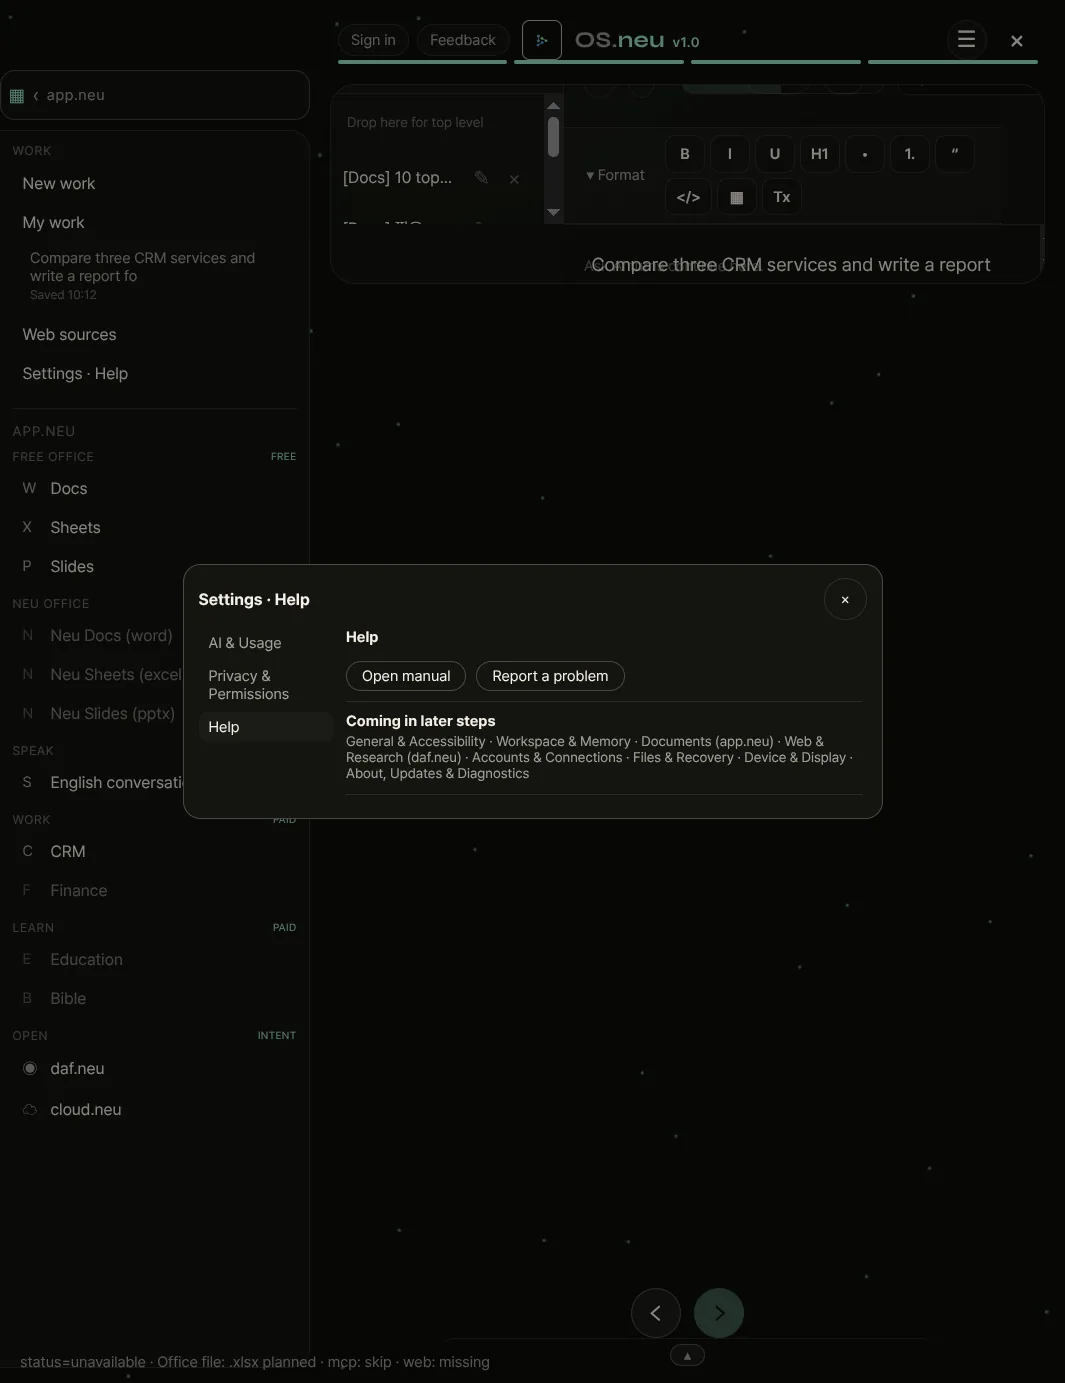 Sign in
Feedback
OS.neu v1.0
☰
×
‹ app.neu
WORK
New work
My work
Compare three CRM services and
write a report fo
Saved 10:12
Web sources
Settings · Help
APP.NEU
FREE OFFICE
FREE
W Docs
X Sheets
P Slides
NEU OFFICE
N Neu Docs (word)
N Neu Sheets (excel
N Neu Slides (pptx)
SPEAK
S English conversati
WORK
PAID
C CRM
F Finance
LEARN
PAID
E Education
B Bible
OPEN
INTENT
daf.neu
cloud.neu
Drop here for top level
[Docs] 10 top... ✎ ×
▾ Format
B I U H1 • 1. “
</> ▦ Tx
Compare three CRM services and write a report
Settings · Help
×
AI & Usage
Privacy &
Permissions
Help
Help
Open manual
Report a problem
Coming in later steps
General & Accessibility · Workspace & Memory · Documents (app.neu) · Web &
Research (daf.neu) · Accounts & Connections · Files & Recovery · Device & Display ·
About, Updates & Diagnostics
▲
status=unavailable · Office file: .xlsx planned · mcp: skip · web: missing